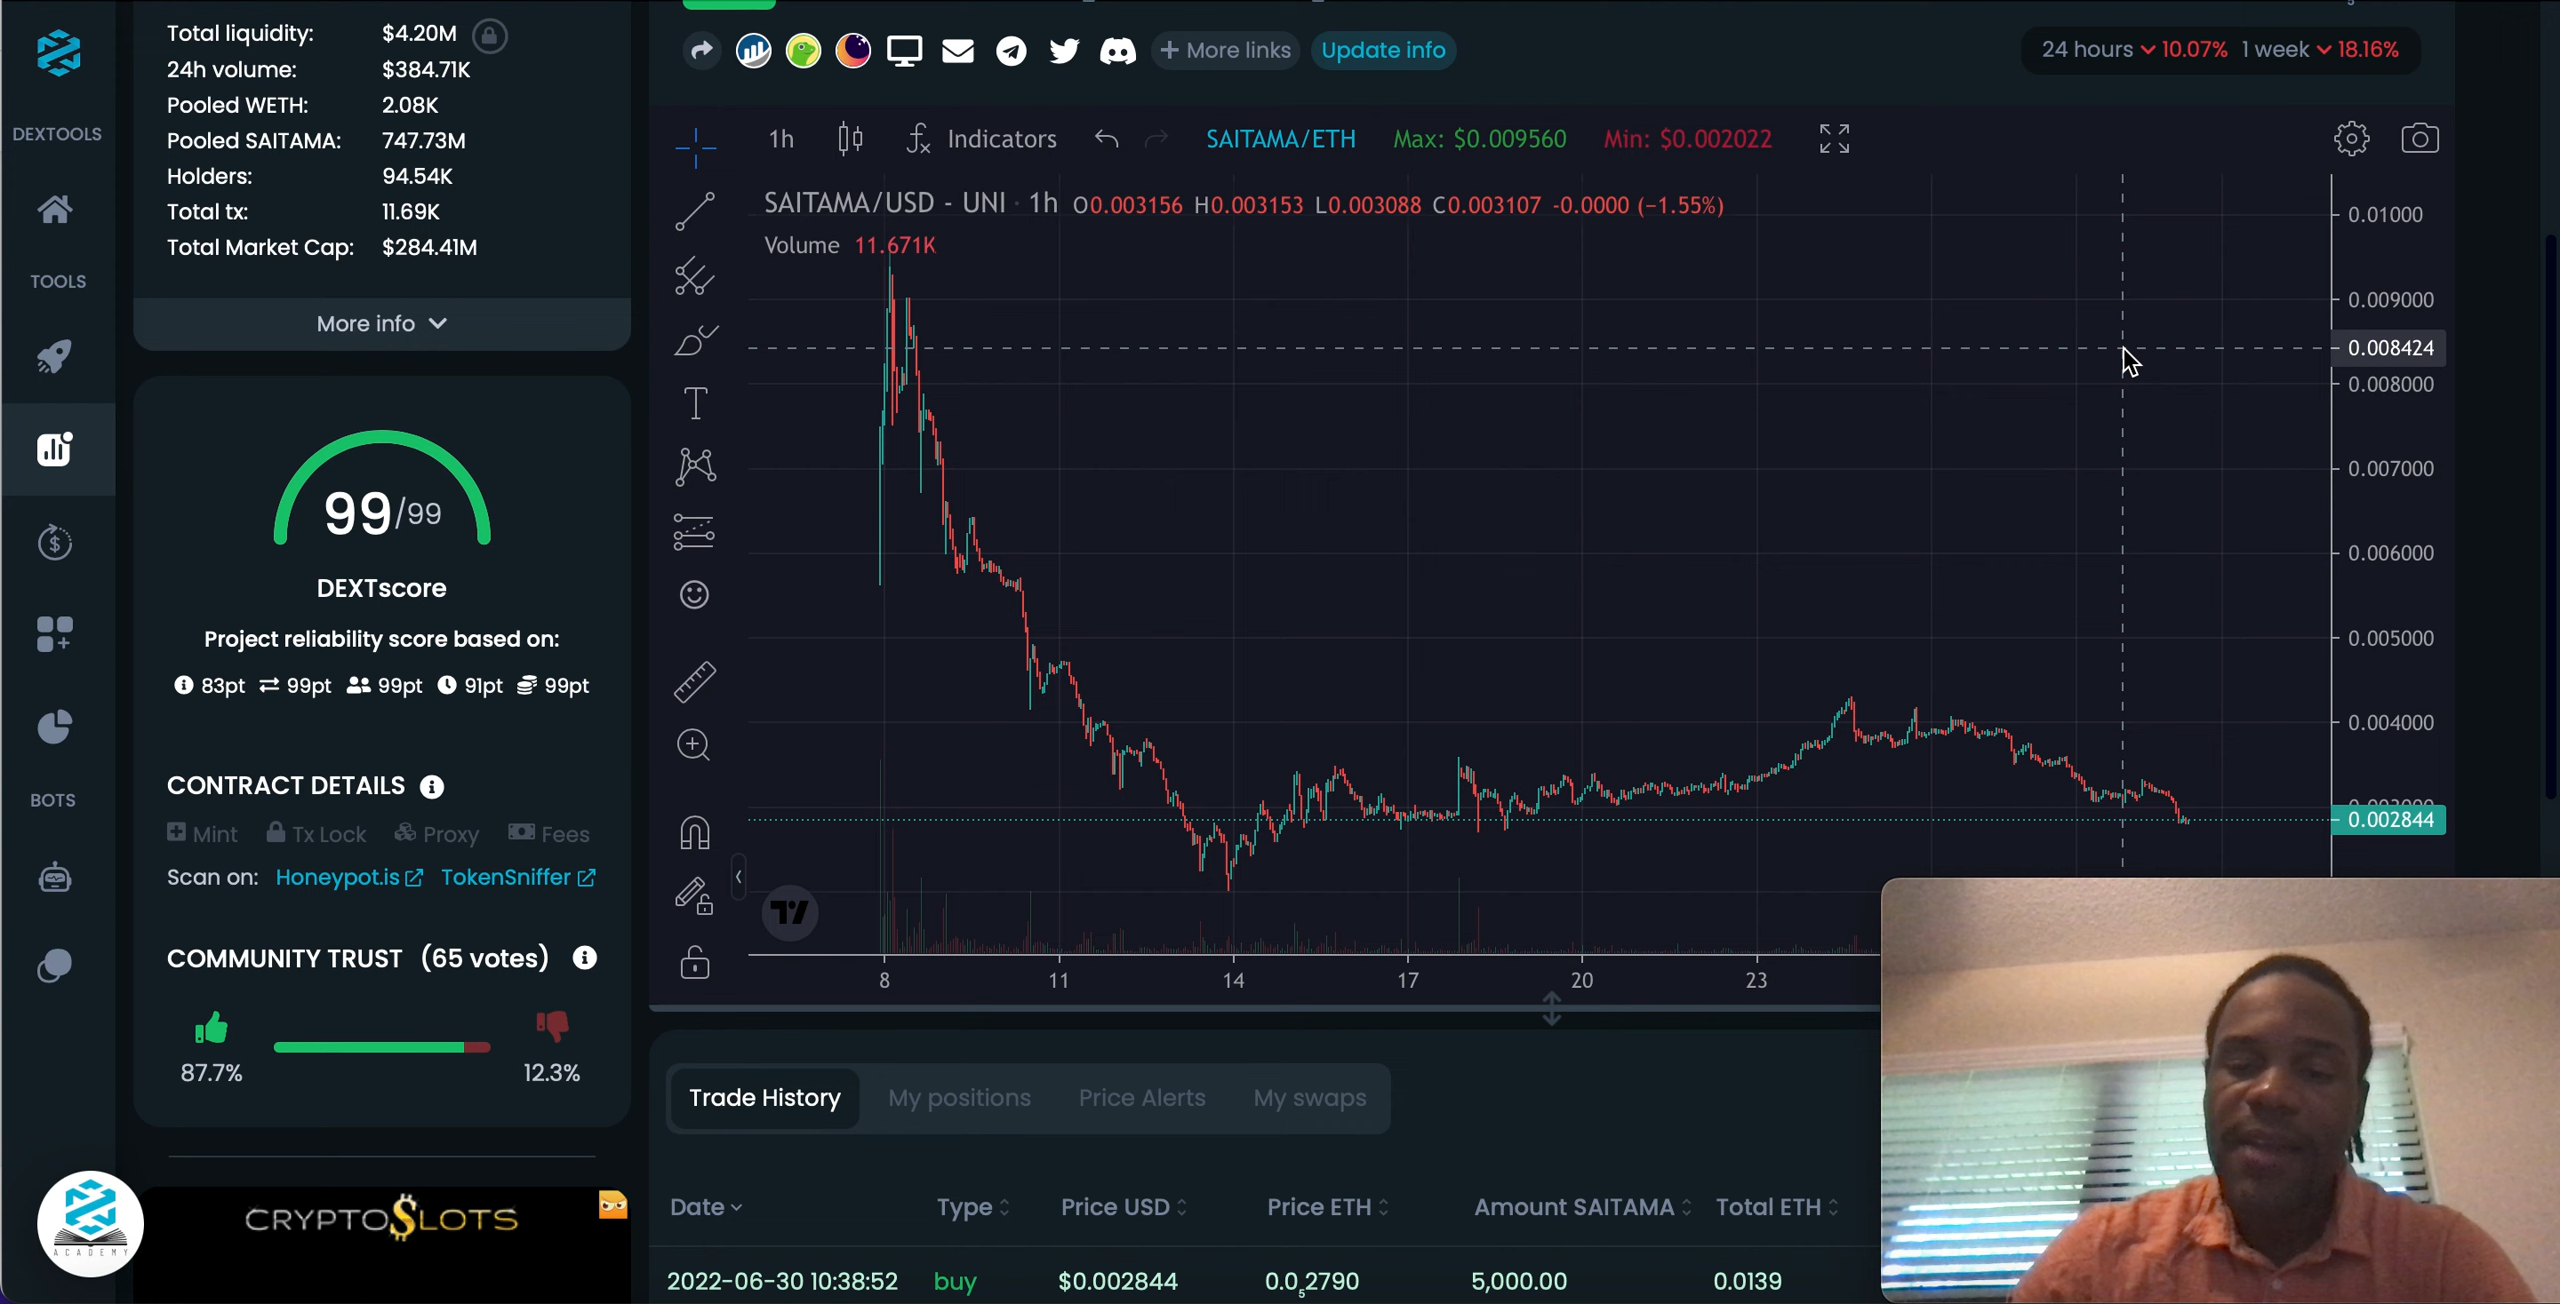 DEXTOOLS
TOOLS
BOTS
ACADEMY
Total liquidity: $4.20M
24h volume: $384.71K
Pooled WETH: 2.08K
Pooled SAITAMA: 747.73M
Holders: 94.54K
Total tx: 11.69K
Total Market Cap: $284.41M
More info
99/99
DEXTscore
Project reliability score based on:
83pt 99pt 99pt 91pt 99pt
CONTRACT DETAILS
Mint Tx Lock Proxy Fees
Scan on: Honeypot.is TokenSniffer
COMMUNITY TRUST (65 votes)
87.7% 12.3%
CRYPTO$LOTS
+ More links Update info
24 hours 10.07% 1 week 18.16%
1h Indicators SAITAMA/ETH Max: $0.009560 Min: $0.002022
SAITAMA/USD - UNI · 1h O0.003156 H0.003153 L0.003088 C0.003107 -0.0000 (−1.55%)
Volume 11.671K
0.01000
0.009000
0.008424
0.008000
0.007000
0.006000
0.005000
0.004000
0.002844
8 11 14 17 20 23
Trade History My positions Price Alerts My swaps
Date Type Price USD Price ETH Amount SAITAMA Total ETH
2022-06-30 10:38:52 buy $0.002844 0.0₅2790 5,000.00 0.0139